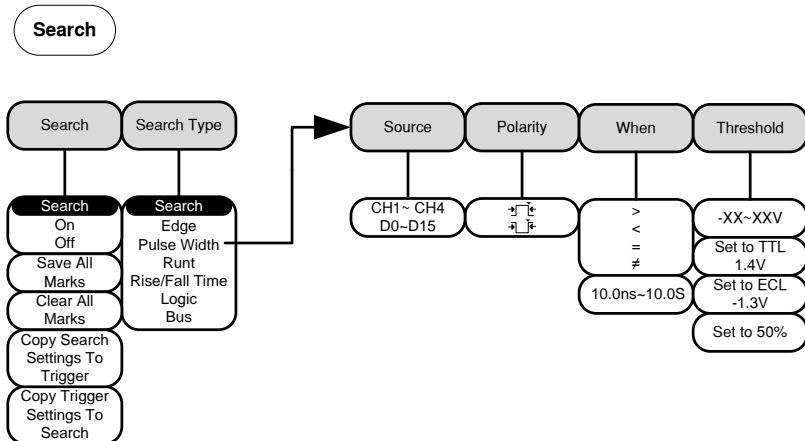 Search
Search
Search Type
Source
Polarity
When
Threshold
Search
On
Off
Save All
Marks
Clear All
Marks
Copy Search
Settings To
Trigger
Copy Trigger
Settings To
Search
Search
Edge
Pulse Width
Runt
Rise/Fall Time
Logic
Bus
CH1~ CH4
D0~D15
>
<
=
≠
10.0ns~10.0S
-XX~XXV
Set to TTL
1.4V
Set to ECL
-1.3V
Set to 50%